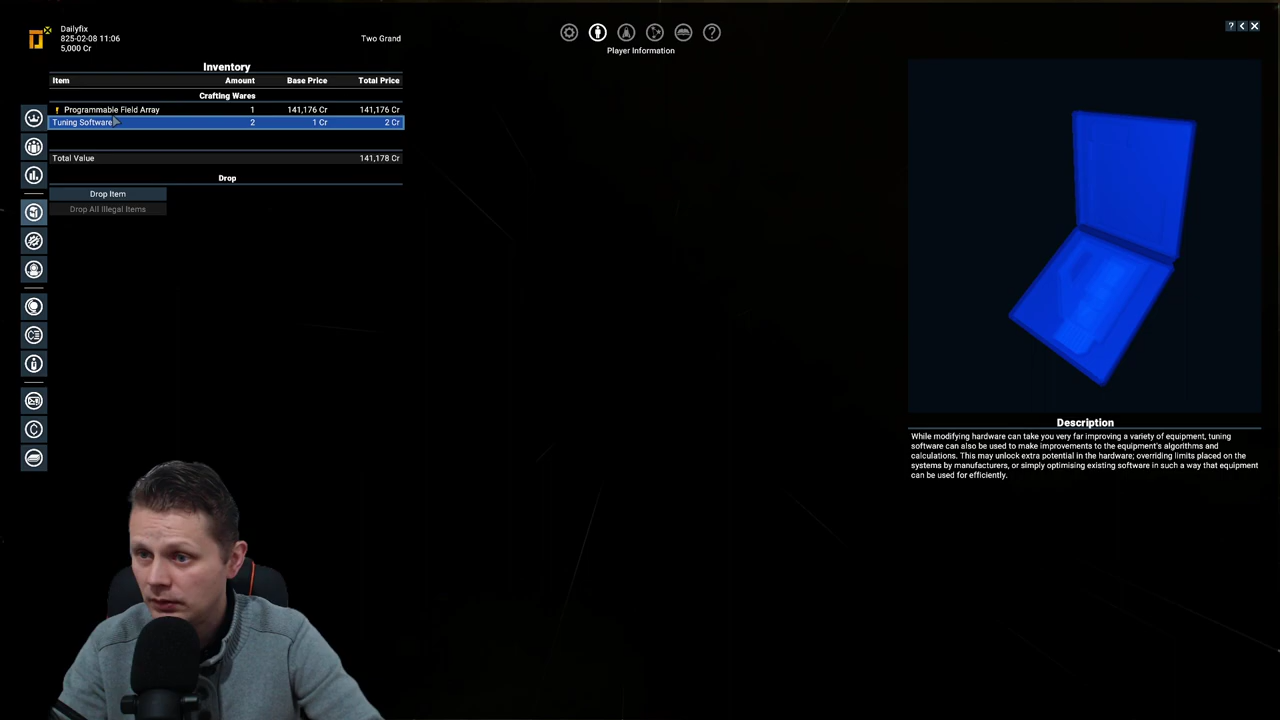 Dailyfix
825-02-08 11:06
5,000 Cr
Two Grand
Player Information
Inventory
Item Amount Base Price Total Price
Crafting Wares
Programmable Field Array 1 141,176 Cr 141,176 Cr
Tuning Software 2 1 Cr 2 Cr
Total Value 141,178 Cr
Drop
Drop Item
Drop All Illegal Items
Description
While modifying hardware can take you very far improving a variety of equipment, tuning
software can also be used to make improvements to the equipment's algorithms and
calculations. This may unlock extra potential in the hardware; overriding limits placed on the
systems by manufacturers, or simply optimising existing software in such a way that equipment
can be used for efficiently.